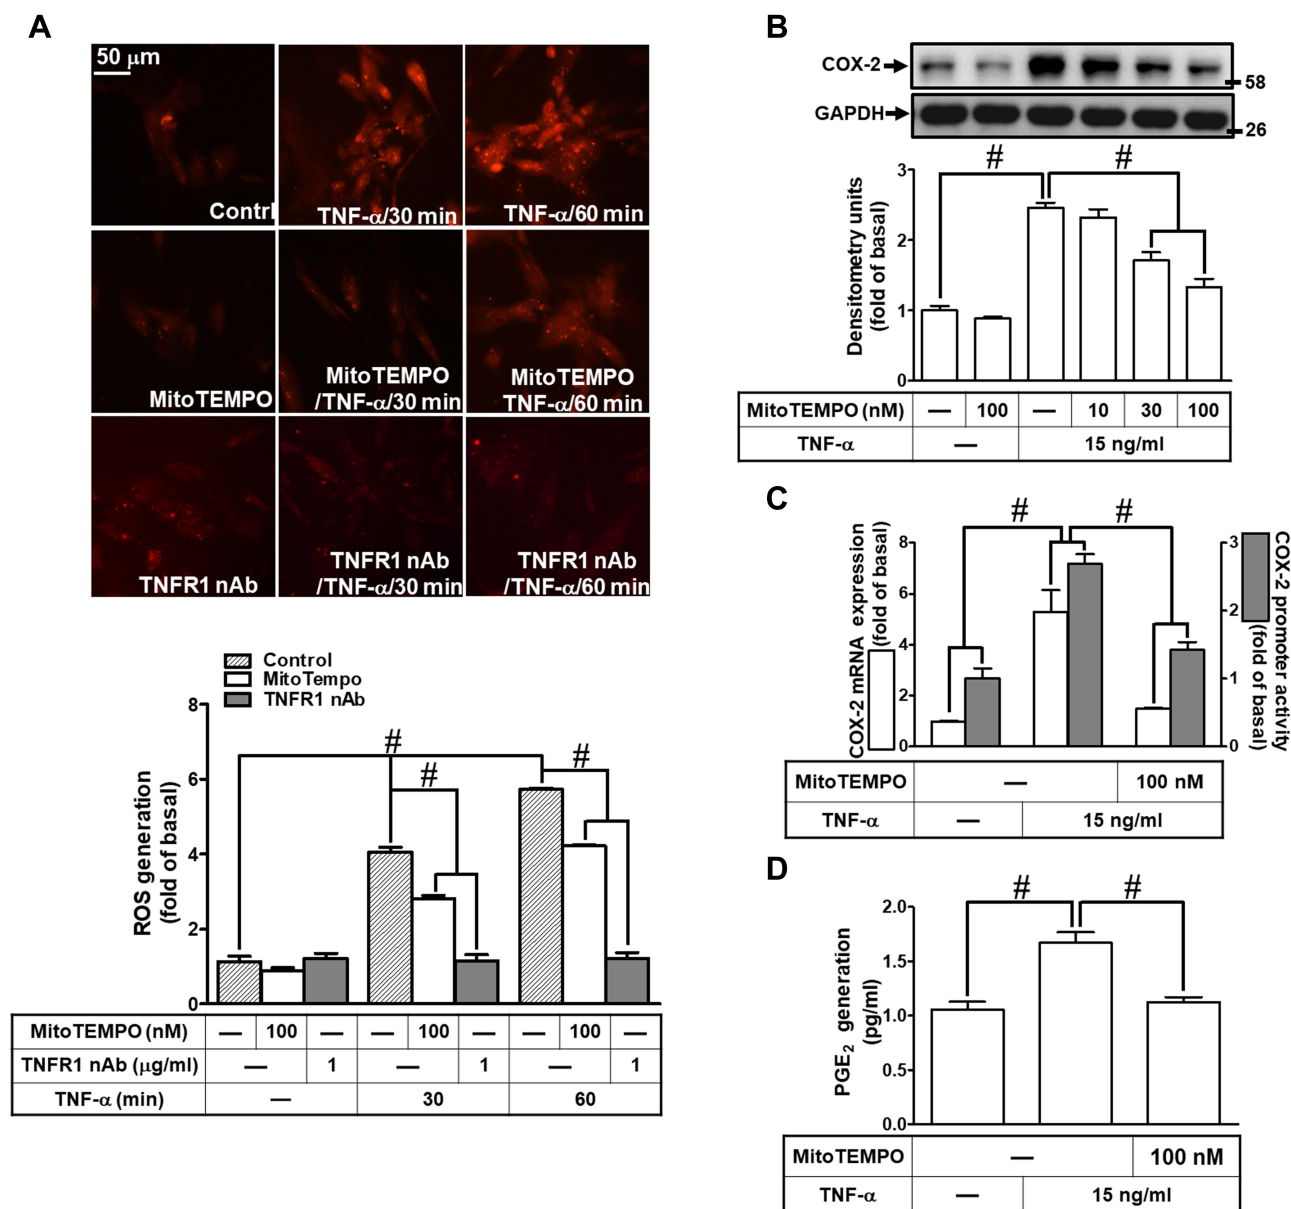 A
50 μm
Contrl
TNF-α/30 min
TNF-α/60 min
MitoTEMPO
MitoTEMPO
/TNF-α/30 min
MitoTEMPO
TNF-α/60 min
TNFR1 nAb
TNFR1 nAb
/TNF-α/30 min
TNFR1 nAb
/TNF-α/60 min
Control
MitoTempo
TNFR1 nAb
ROS generation
(fold of basal)
8
6
4
2
0
# # #
MitoTEMPO (nM) — 100 — — 100 — — 100 —
TNFR1 nAb (μg/ml) — 1 — 1 — 1
TNF-α (min) — 30 60
B
COX-2
58
GAPDH
26
# #
Densitometry units
(fold of basal)
3
2
1
0
MitoTEMPO (nM) — 100 — 10 30 100
TNF-α — 15 ng/ml
C
# #
COX-2 mRNA expression
(fold of basal)
8
6
4
2
0
3
2
1
0
COX-2 promoter activity
(fold of basal)
MitoTEMPO — 100 nM
TNF-α — 15 ng/ml
D
# #
PGE2 generation
(pg/ml)
2.0
1.5
1.0
0.5
0.0
MitoTEMPO — 100 nM
TNF-α — 15 ng/ml